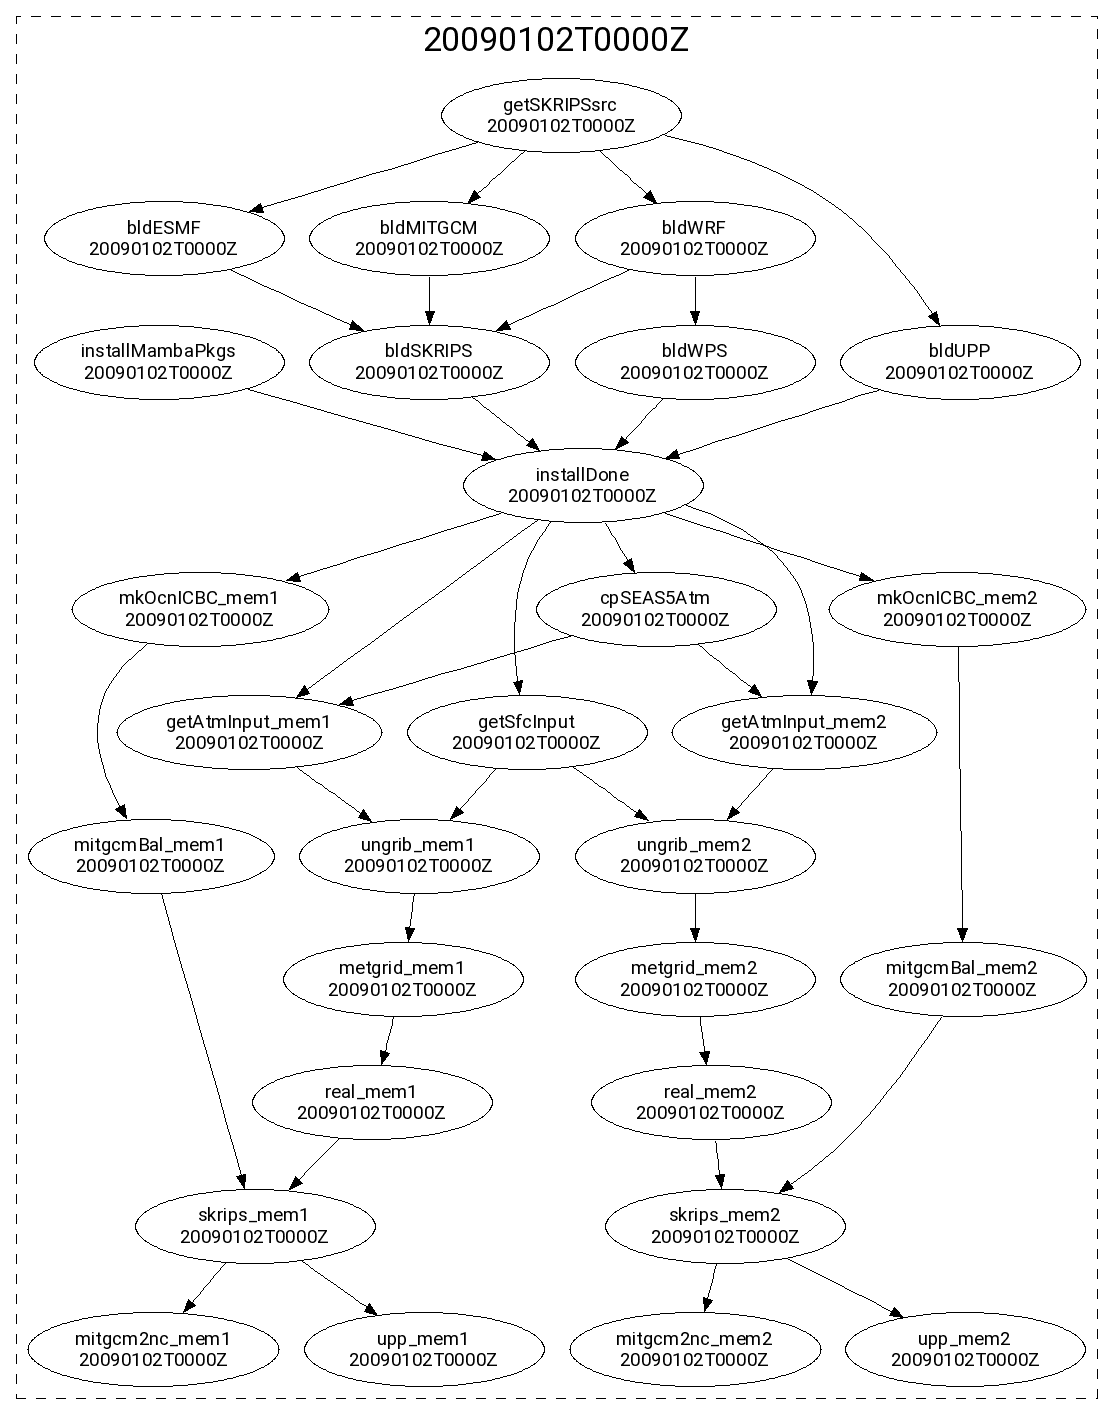 20090102T0000Z
getSKRIPSsrc
20090102T0000Z
bldESMF
20090102T0000Z
bldMITGCM
20090102T0000Z
bldWRF
20090102T0000Z
installMambaPkgs
20090102T0000Z
bldSKRIPS
20090102T0000Z
bldWPS
20090102T0000Z
bldUPP
20090102T0000Z
installDone
20090102T0000Z
mkOcnICBC_mem1
20090102T0000Z
cpSEAS5Atm
20090102T0000Z
mkOcnICBC_mem2
20090102T0000Z
getAtmInput_mem1
20090102T0000Z
getSfcInput
20090102T0000Z
getAtmInput_mem2
20090102T0000Z
mitgcmBal_mem1
20090102T0000Z
ungrib_mem1
20090102T0000Z
ungrib_mem2
20090102T0000Z
metgrid_mem1
20090102T0000Z
metgrid_mem2
20090102T0000Z
mitgcmBal_mem2
20090102T0000Z
real_mem1
20090102T0000Z
real_mem2
20090102T0000Z
skrips_mem1
20090102T0000Z
skrips_mem2
20090102T0000Z
mitgcm2nc_mem1
20090102T0000Z
upp_mem1
20090102T0000Z
mitgcm2nc_mem2
20090102T0000Z
upp_mem2
20090102T0000Z